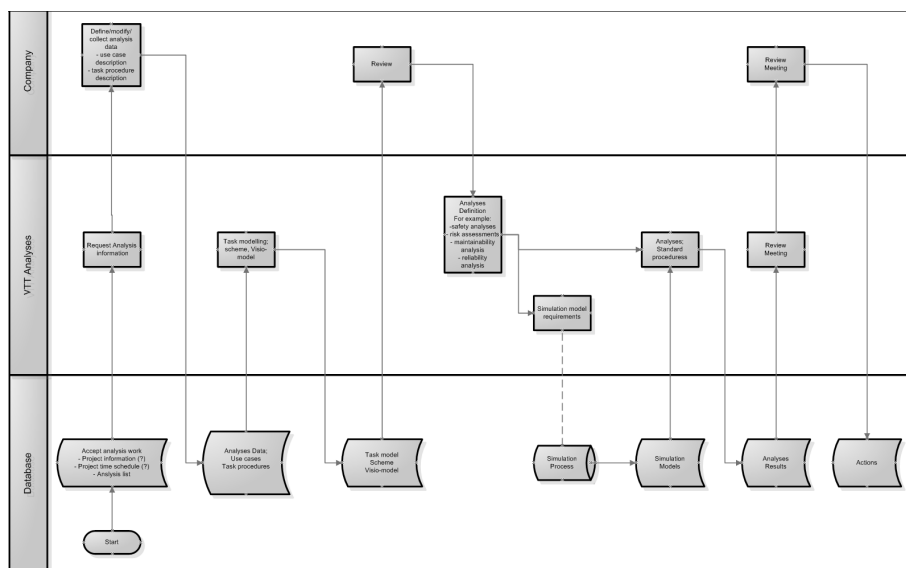 Company
Define/modify/
collect analysis
data
- use case
description
- task procedure
description
Review
Review
Meeting
VTT Analyses
Request Analysis
information
Task modelling;
scheme, Visio-
model
Analyses
Definition
For example:
-safety analyses
- risk assessments
- maintainability
analysis
- reliability
analysis
Simulation model
requirements
Analyses;
Standard
proceduress
Review
Meeting
Database
Accept analysis work
- Project information (?)
- Project time schedule (?)
- Analysis list
Start
Analyses Data;
Use cases
Task procedures
Task model
Scheme
Visio-model
Simulation
Process
Simulation
Models
Analyses
Results
Actions